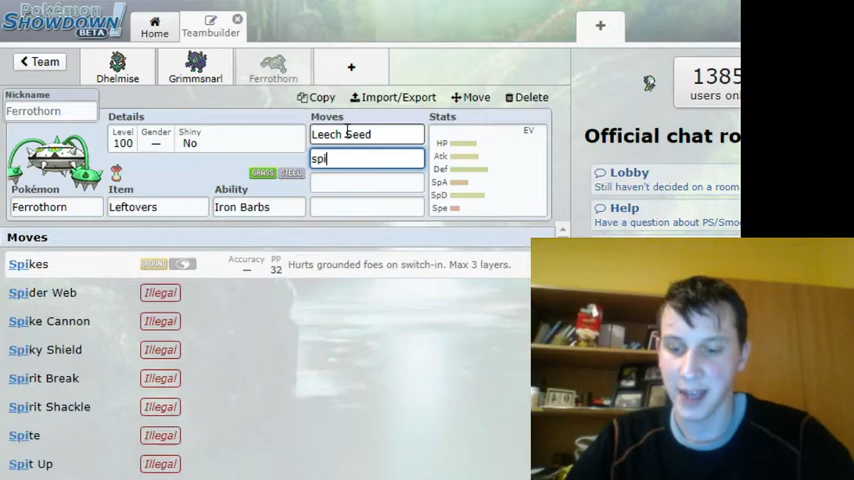 Pokémon
SHOWDOWN!
BETA
Home
Teambuilder
+
Team
Dhelmise
Grimmsnarl
Ferrothorn
+
1385
users onl
Copy
Import/Export
Move
Delete
Nickname
Ferrothorn
Details
Level
100
Gender
—
Shiny
No
GRASS
STEEL
Pokémon
Ferrothorn
Item
Leftovers
Ability
Iron Barbs
Moves
Leech Seed
spi
Stats
EV
HP
Atk
Def
SpA
SpD
Spe
Official chat ro
Lobby
Still haven't decided on a room
Help
Have a question about PS/Smo
Moves
Spikes
GROUND
Accuracy
—
PP
32
Hurts grounded foes on switch-in. Max 3 layers.
Spider Web Illegal
Spike Cannon Illegal
Spiky Shield Illegal
Spirit Break Illegal
Spirit Shackle Illegal
Spite Illegal
Spit Up Illegal